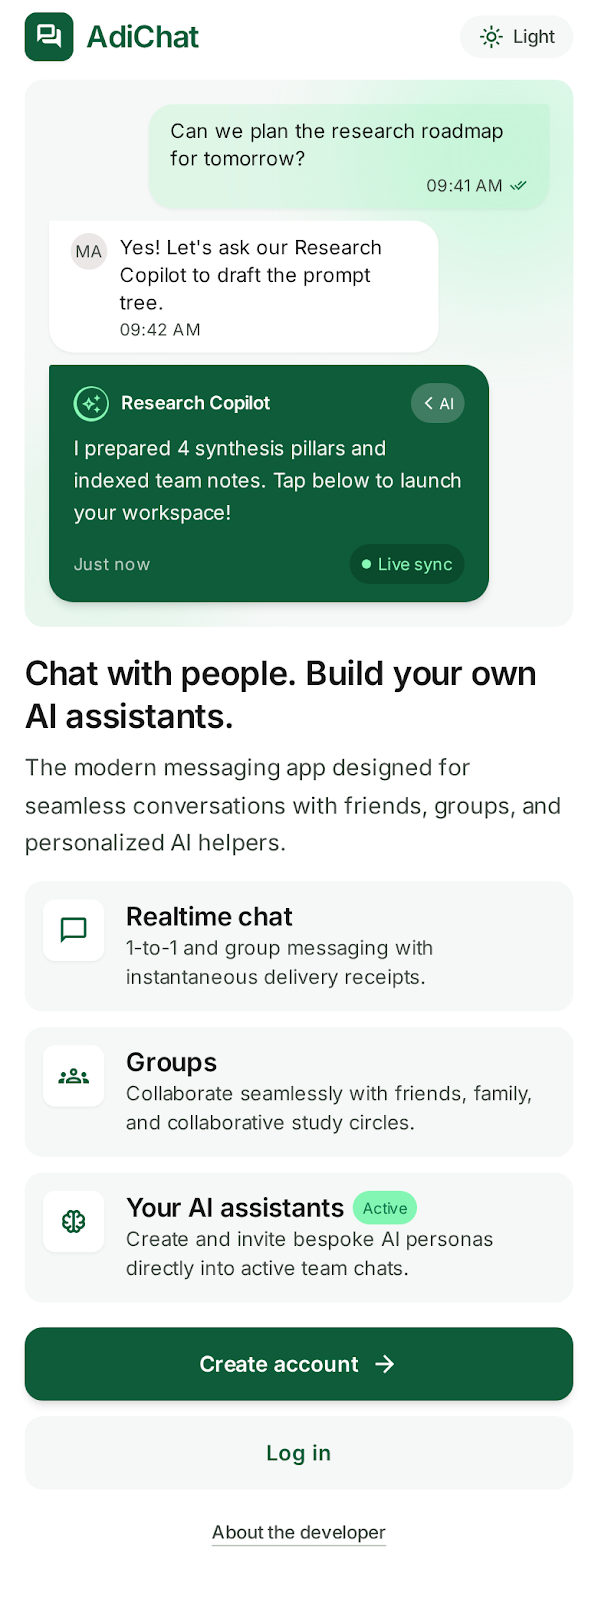 AdiChat
Light
Can we plan the research roadmap
for tomorrow?
09:41 AM
MA
Yes! Let's ask our Research
Copilot to draft the prompt
tree.
09:42 AM
Research Copilot
AI
I prepared 4 synthesis pillars and
indexed team notes. Tap below to launch
your workspace!
Just now
Live sync
Chat with people. Build your own
AI assistants.
The modern messaging app designed for
seamless conversations with friends, groups, and
personalized AI helpers.
Realtime chat
1-to-1 and group messaging with
instantaneous delivery receipts.
Groups
Collaborate seamlessly with friends, family,
and collaborative study circles.
Your AI assistants Active
Create and invite bespoke AI personas
directly into active team chats.
Create account
Log in
About the developer